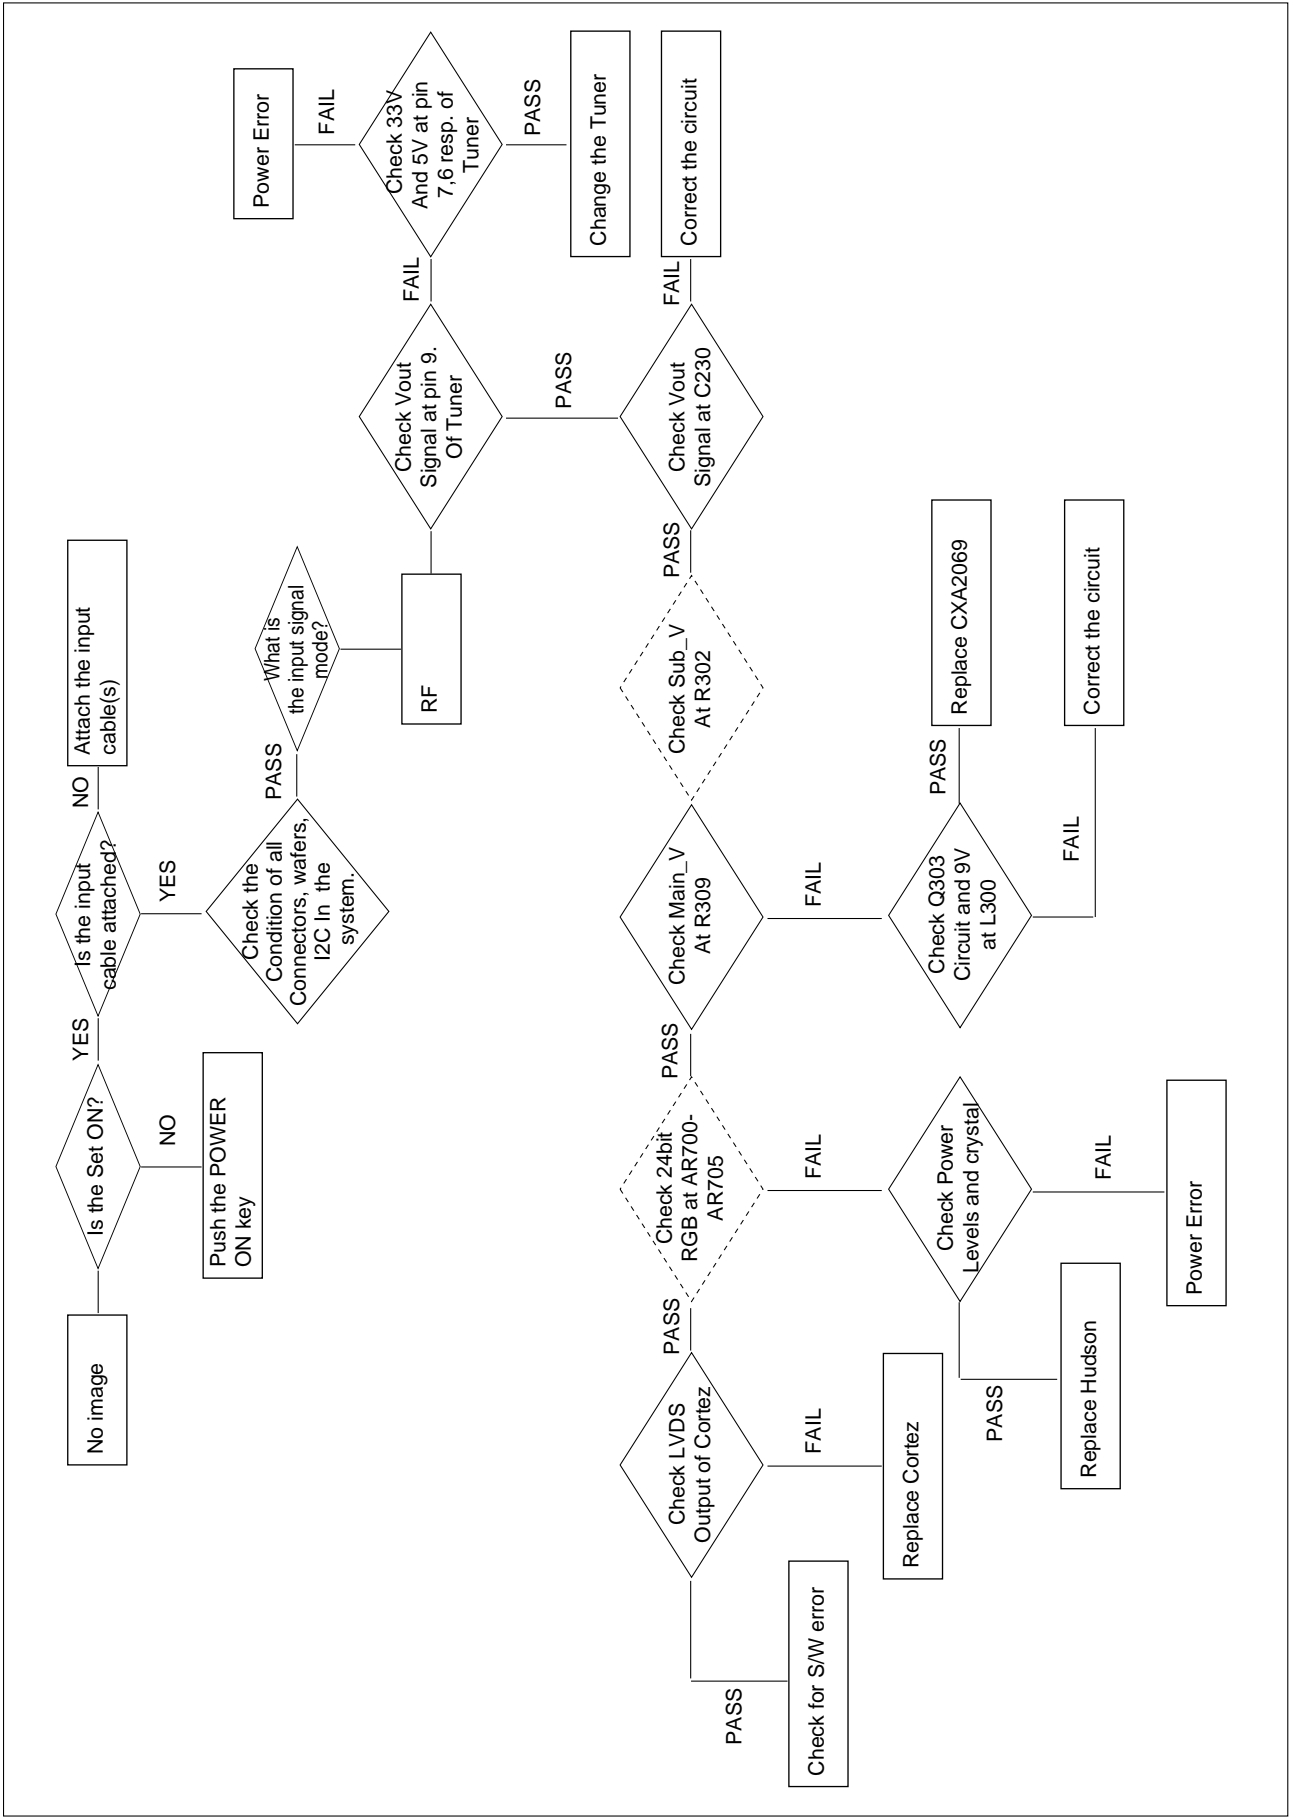 No image
Is the Set ON?
NO
Push the POWER
ON key
YES
Is the input
cable attached?
NO
Attach the input
cable(s)
YES
Check the
Condition of all
Connectors, wafers,
I2C In the
system.
PASS
What is
the input signal
mode?
RF
Check Vout
Signal at pin 9.
Of Tuner
FAIL
Check 33V
And 5V at pin
7,6 resp. of
Tuner
FAIL
Power Error
PASS
Change the Tuner
PASS
Check Vout
Signal at C230
FAIL
Correct the circuit
PASS
Check Sub_V
At R302
Check Main_V
At R309
FAIL
Check Q303
Circuit and 9V
at L300
PASS
Replace CXA2069
FAIL
Correct the circuit
PASS
Check 24bit
RGB at AR700-
AR705
FAIL
Check Power
Levels and crystal
FAIL
Power Error
PASS
Replace Hudson
PASS
Check LVDS
Output of Cortez
FAIL
Replace Cortez
PASS
Check for S/W error